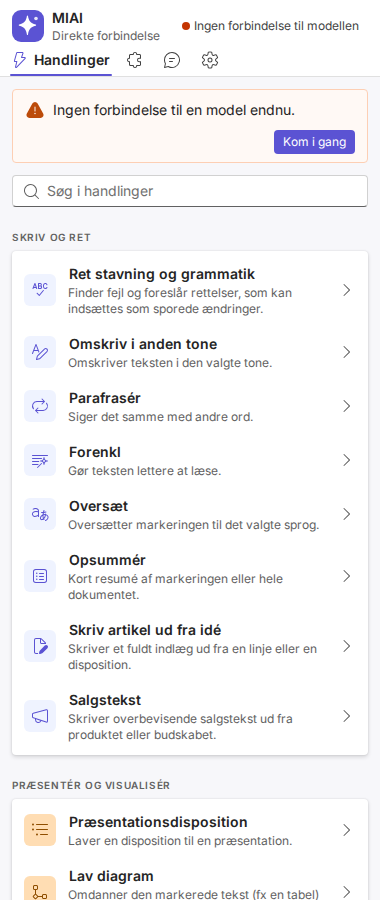 MIAI
Direkte forbindelse
Ingen forbindelse til modellen
Handlinger
Ingen forbindelse til en model endnu.
Kom i gang
Søg i handlinger
SKRIV OG RET
ABC
Ret stavning og grammatik
Finder fejl og foreslår rettelser, som kan
indsættes som sporede ændringer.
Omskriv i anden tone
Omskriver teksten i den valgte tone.
Parafrasér
Siger det samme med andre ord.
Forenkl
Gør teksten lettere at læse.
Oversæt
Oversætter markeringen til det valgte sprog.
Opsummér
Kort resumé af markeringen eller hele
dokumentet.
Skriv artikel ud fra idé
Skriver et fuldt indlæg ud fra en linje eller en
disposition.
Salgstekst
Skriver overbevisende salgstekst ud fra
produktet eller budskabet.
PRÆSENTÉR OG VISUALISÉR
Præsentationsdisposition
Laver en disposition til en præsentation.
Lav diagram
Omdanner den markerede tekst (fx en tabel)